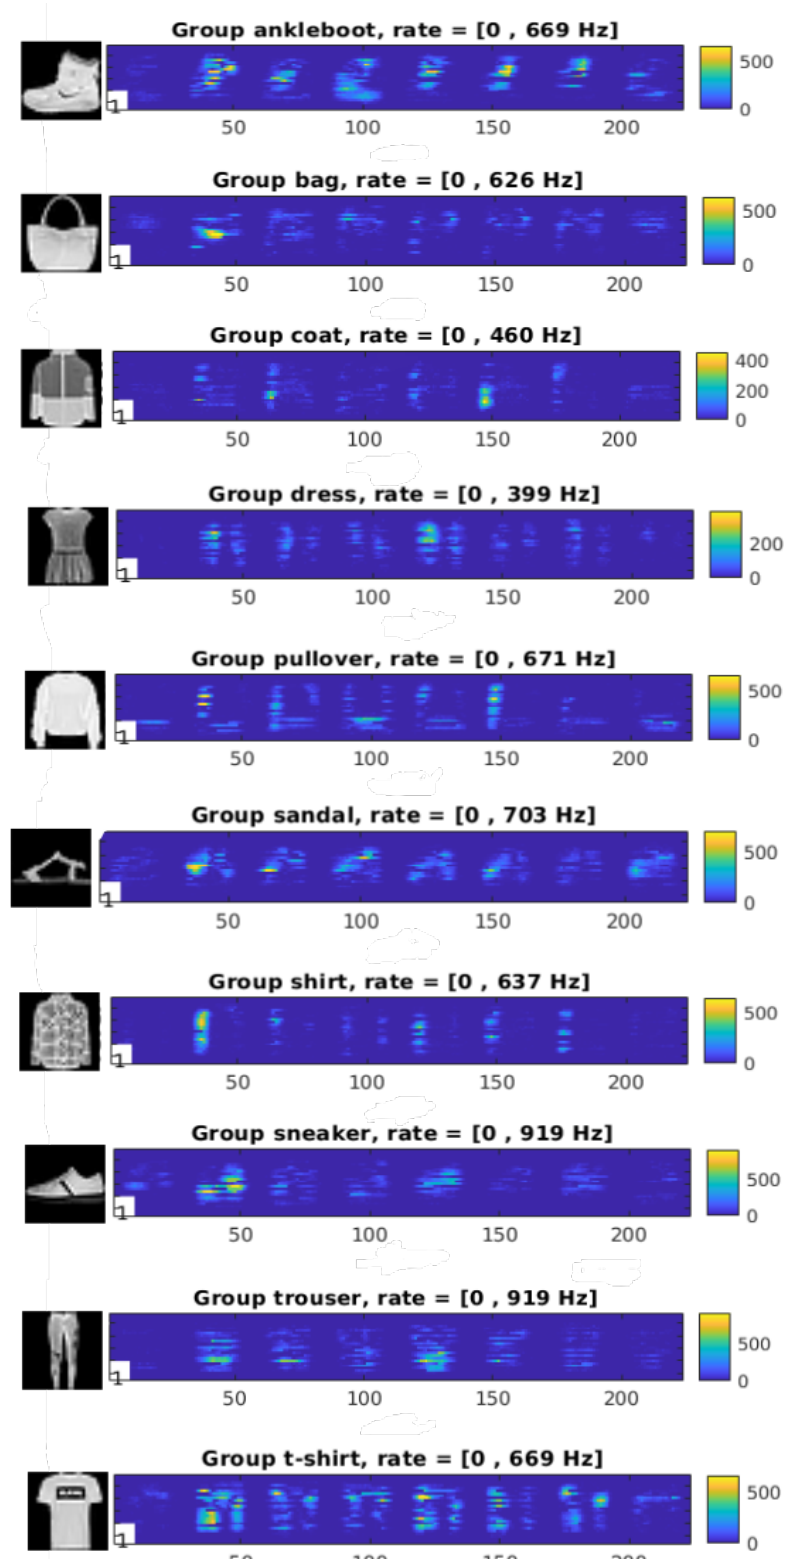 Group ankleboot, rate = [0 , 669 Hz]
500
0
1
50 100 150 200
Group bag, rate = [0 , 626 Hz]
500
0
1
50 100 150 200
Group coat, rate = [0 , 460 Hz]
400
200
0
1
50 100 150 200
Group dress, rate = [0 , 399 Hz]
200
0
1
50 100 150 200
Group pullover, rate = [0 , 671 Hz]
500
0
1
50 100 150 200
Group sandal, rate = [0 , 703 Hz]
500
0
1
50 100 150 200
Group shirt, rate = [0 , 637 Hz]
500
0
1
50 100 150 200
Group sneaker, rate = [0 , 919 Hz]
500
0
1
50 100 150 200
Group trouser, rate = [0 , 919 Hz]
500
0
1
50 100 150 200
Group t-shirt, rate = [0 , 669 Hz]
500
0
1